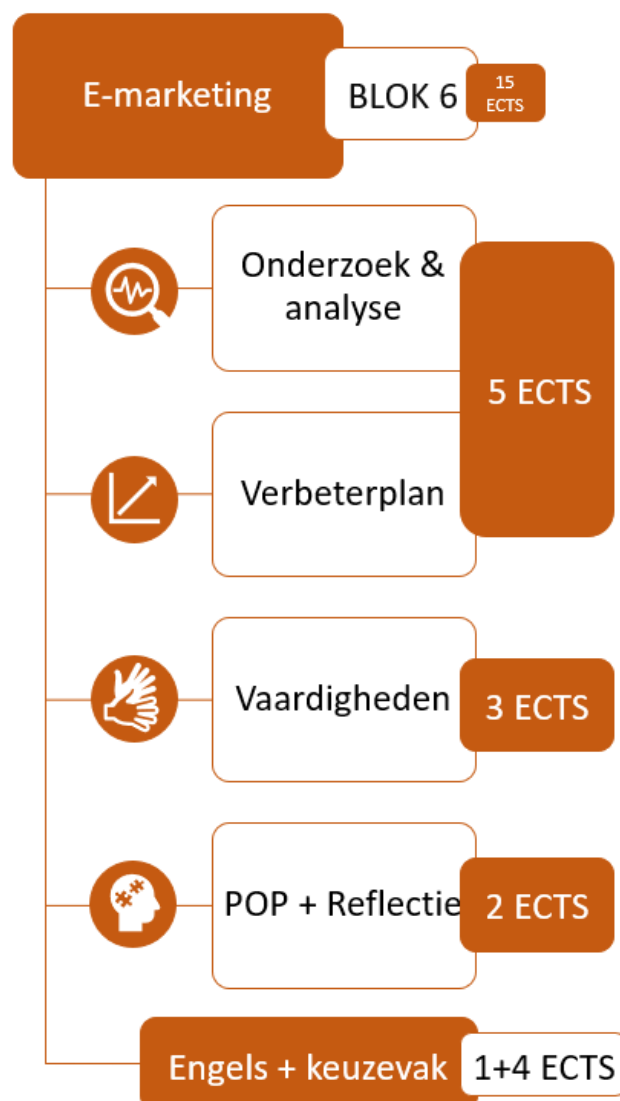 E-marketing
BLOK 6
15
ECTS
Onderzoek &
analyse
5 ECTS
Verbeterplan
Vaardigheden
3 ECTS
POP + Reflectie
2 ECTS
Engels + keuzevak
1+4 ECTS